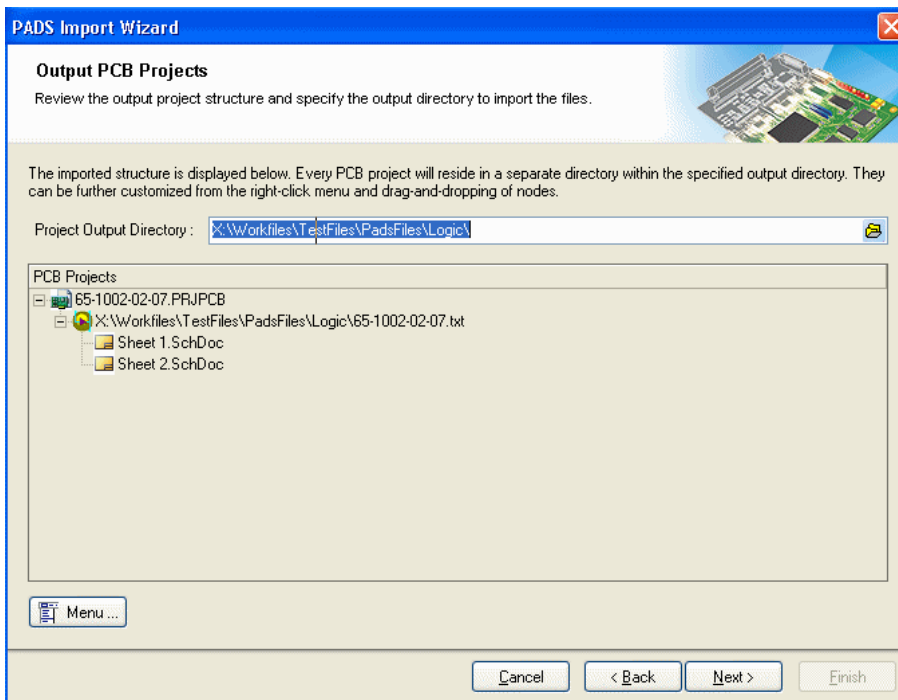 PADS Import Wizard
Output PCB Projects
Review the output project structure and specify the output directory to import the files.
The imported structure is displayed below. Every PCB project will reside in a separate directory within the specified output directory. They
can be further customized from the right-click menu and drag-and-dropping of nodes.
Project Output Directory : X:\Workfiles\TestFiles\PadsFiles\Logic\
PCB Projects
65-1002-02-07.PRJPCB
X:\Workfiles\TestFiles\PadsFiles\Logic\65-1002-02-07.txt
Sheet 1.SchDoc
Sheet 2.SchDoc
Menu ...
Cancel < Back Next > Finish